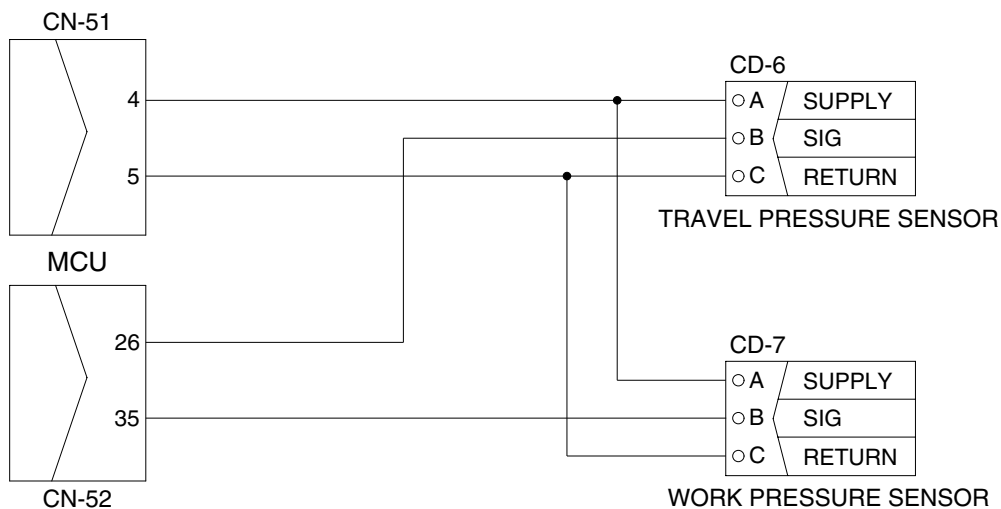 CN-51
4
5
MCU
26
35
CN-52
CD-6
A SUPPLY
B SIG
C RETURN
TRAVEL PRESSURE SENSOR
CD-7
A SUPPLY
B SIG
C RETURN
WORK PRESSURE SENSOR